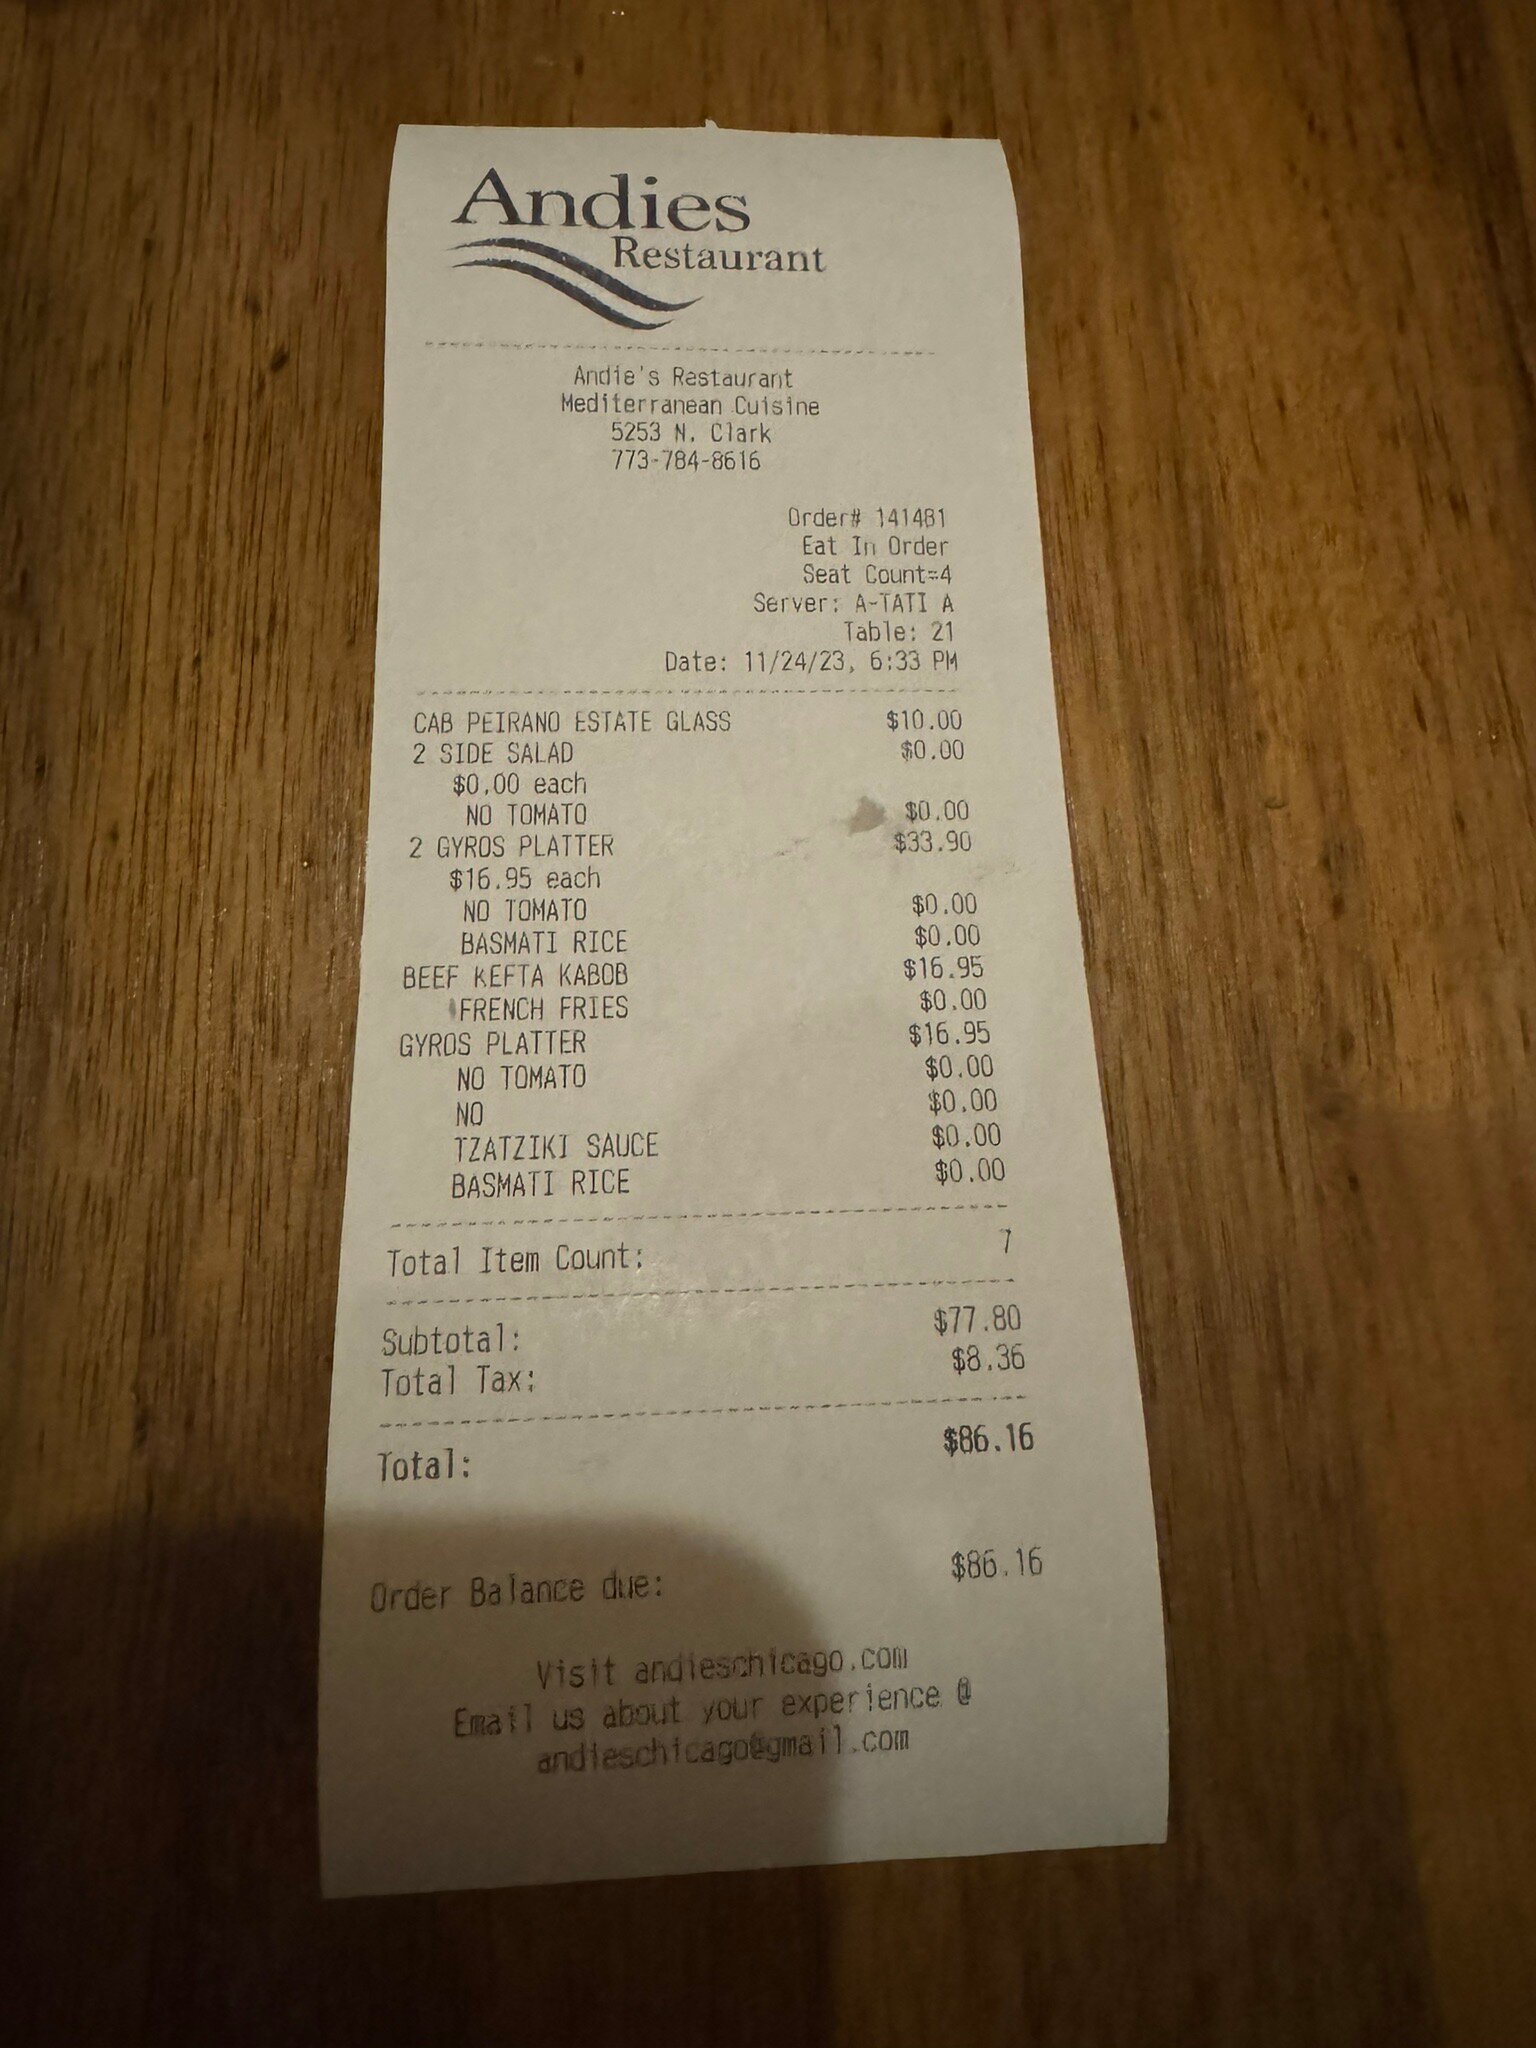 Andies
Restaurant
Andie's Restaurant
Mediterranean Cuisine
5253 N. Clark
773-784-8616
Order# 141481
Eat In Order
Seat Count=4
Server: A-TATI A
Table: 21
Date: 11/24/23, 6:33 PM
CAB PEIRANO ESTATE GLASS $10.00
2 SIDE SALAD $0.00
$0.00 each
NO TOMATO $0.00
2 GYROS PLATTER $33.90
$16.95 each
NO TOMATO $0.00
BASMATI RICE $0.00
BEEF KEFTA KABOB $16.95
FRENCH FRIES $0.00
GYROS PLATTER $16.95
NO TOMATO $0.00
NO $0.00
TZATZIKI SAUCE $0.00
BASMATI RICE $0.00
Total Item Count: 7
Subtotal: $77.80
Total Tax: $8.36
Total: $86.16
Order Balance due: $86.16
Visit andieschicago.com
Email us about your experience @
andieschicago@gmail.com